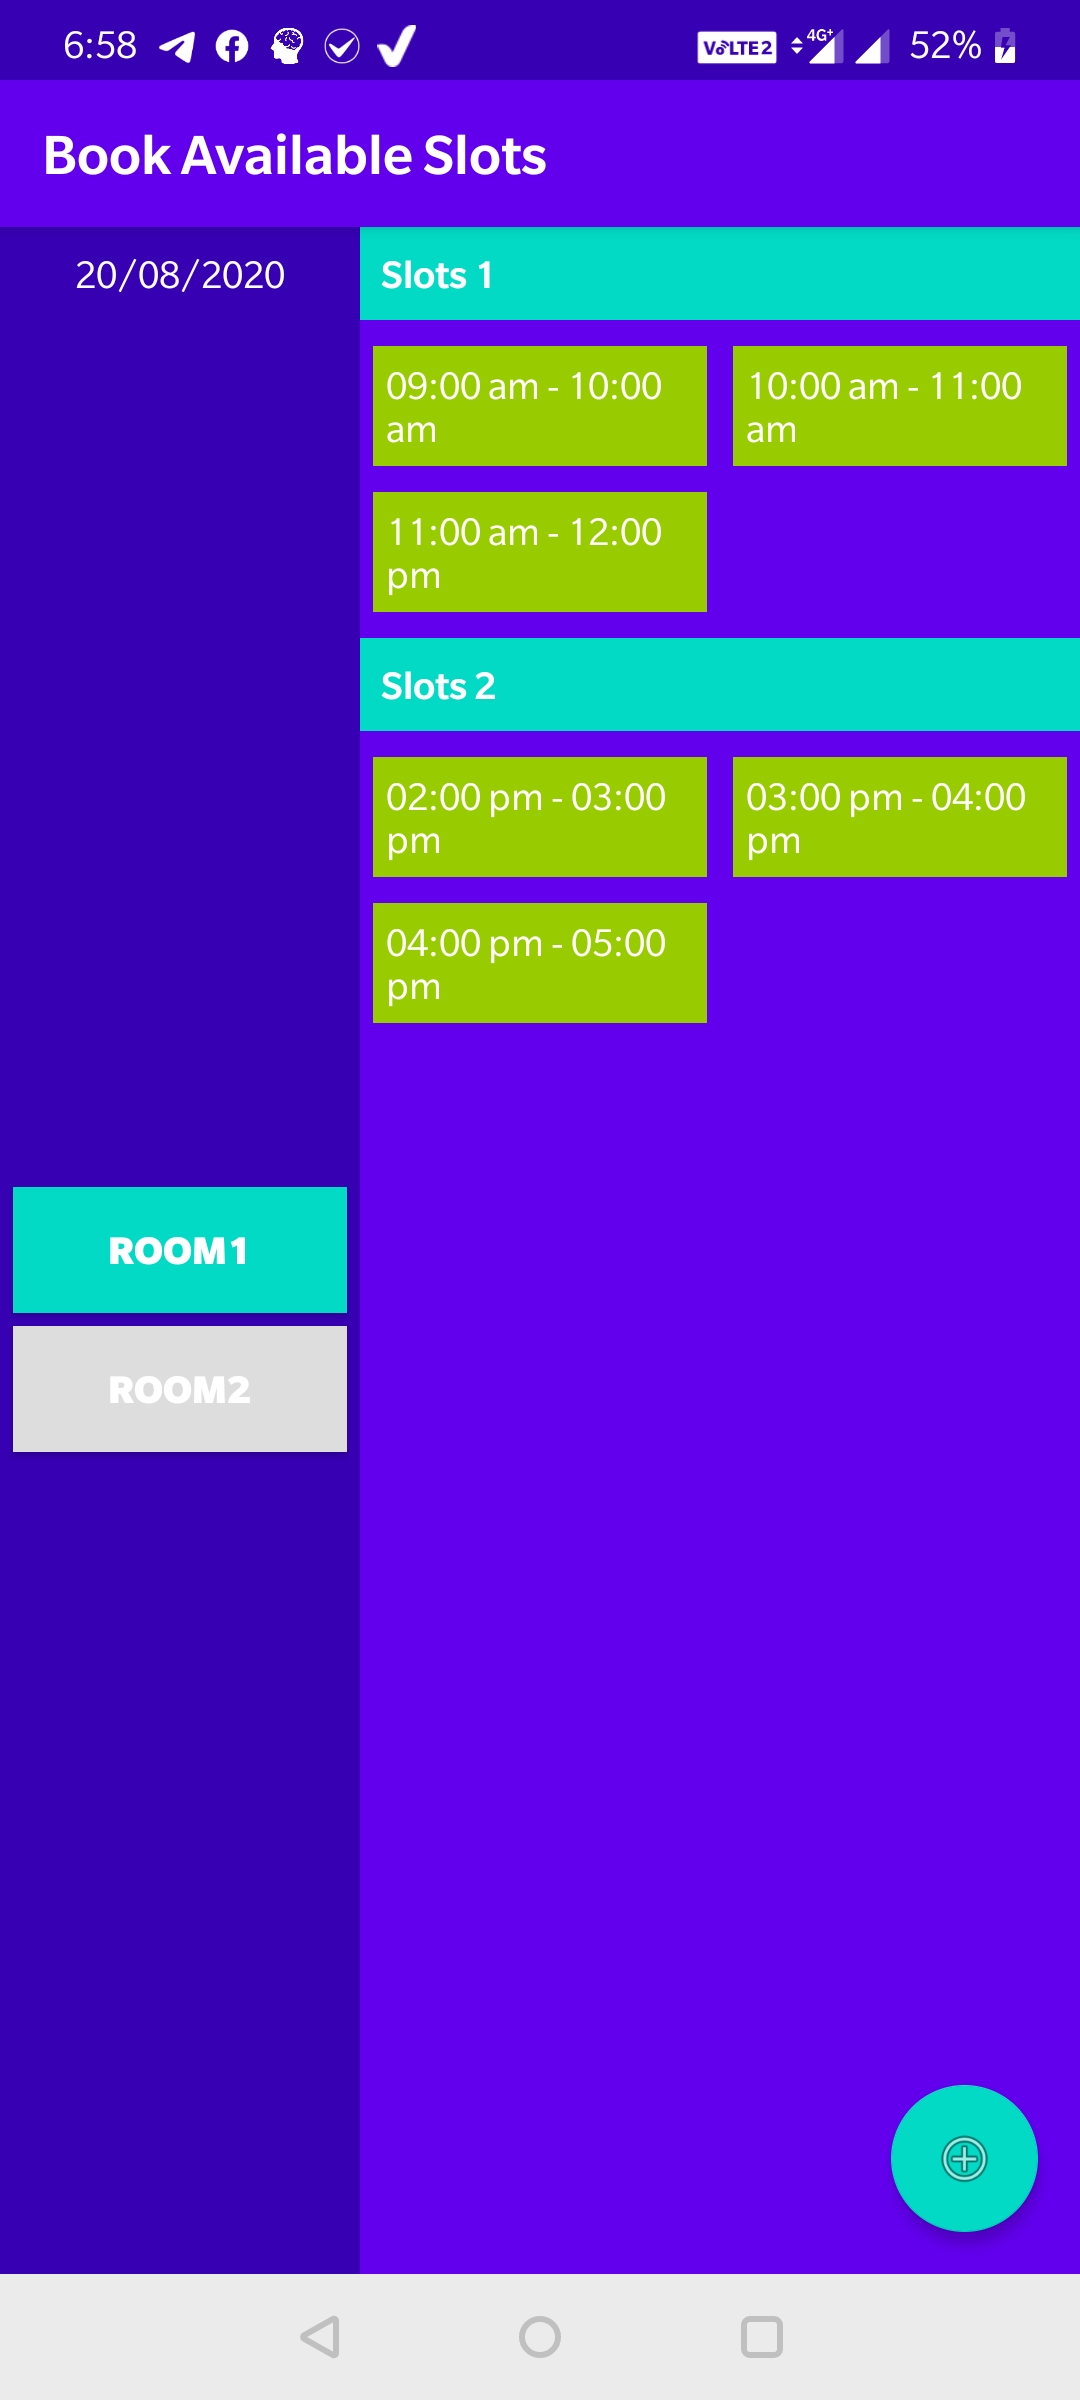 6:58 VoLTE2 4G+ 52%
Book Available Slots
20/08/2020
Slots 1
09:00 am - 10:00
am
10:00 am - 11:00
am
11:00 am - 12:00
pm
Slots 2
02:00 pm - 03:00
pm
03:00 pm - 04:00
pm
04:00 pm - 05:00
pm
ROOM1
ROOM2